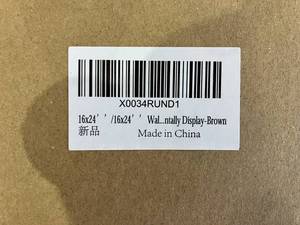 X0034RUND1
16x24' ' /16x24' ' Wal...ntally Display-Brown
新品
Made in China